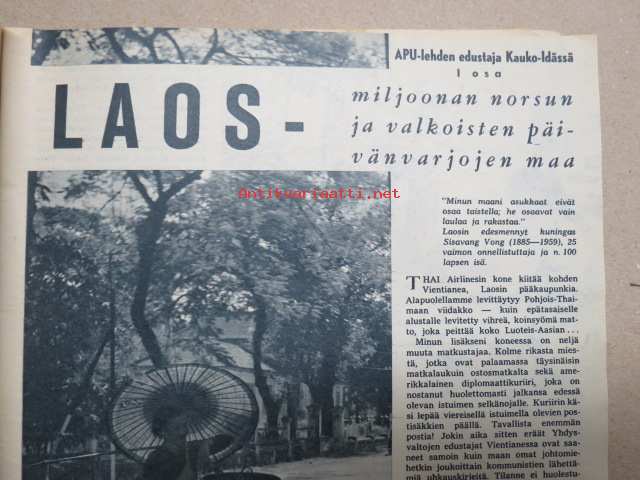 APU-lehden edustaja Kauko-Idässä
I osa
LAOS-
miljoonan norsun
ja valkoisten päi-
vänvarjojen maa
Antikvariaatti.net
"Minun maani asukkaat eivät
osaa taistella; he osaavat vain
laulaa ja rakastaa."
Laosin edesmennyt kuningas
Sisavang Vong (1885—1959), 25
vaimon onnellistuttaja ja n. 100
lapsen isä.
THAI Airlinesin kone kiitää kohden
Vientianea, Laosin pääkaupunkia.
Alapuolellamme levittäytyy Pohjois-Thai-
maan viidakko — kuin epätasaiselle
alustalle levitetty vihreä, koinsyömä mat-
to, joka peittää koko Luoteis-Aasian...
Minun lisäkseni koneessa on neljä
muuta matkustajaa. Kolme rikasta mies-
tä, jotka ovat palaamassa täysinäisin
matkalaukuin ostosmatkalta sekä ame-
rikkalainen diplomaattikuriiri, joka on
nostanut huolettomasti jalkansa edessä
olevan istuimen selkänojalle. Kuriirin kä-
si lepää viereisellä istuimella olevien pos-
tisäkkien päällä. Tavallista enemmän
postia! Jokin aika sitten eräät Yhdys-
valtojen edustajat Vientianessa ovat saa-
neet samoin kuin maan omat johtomie-
hetkin joukoittain kommunistien lähettä-
miä uhkauskirjeitä. Tilanne ei huolestu-